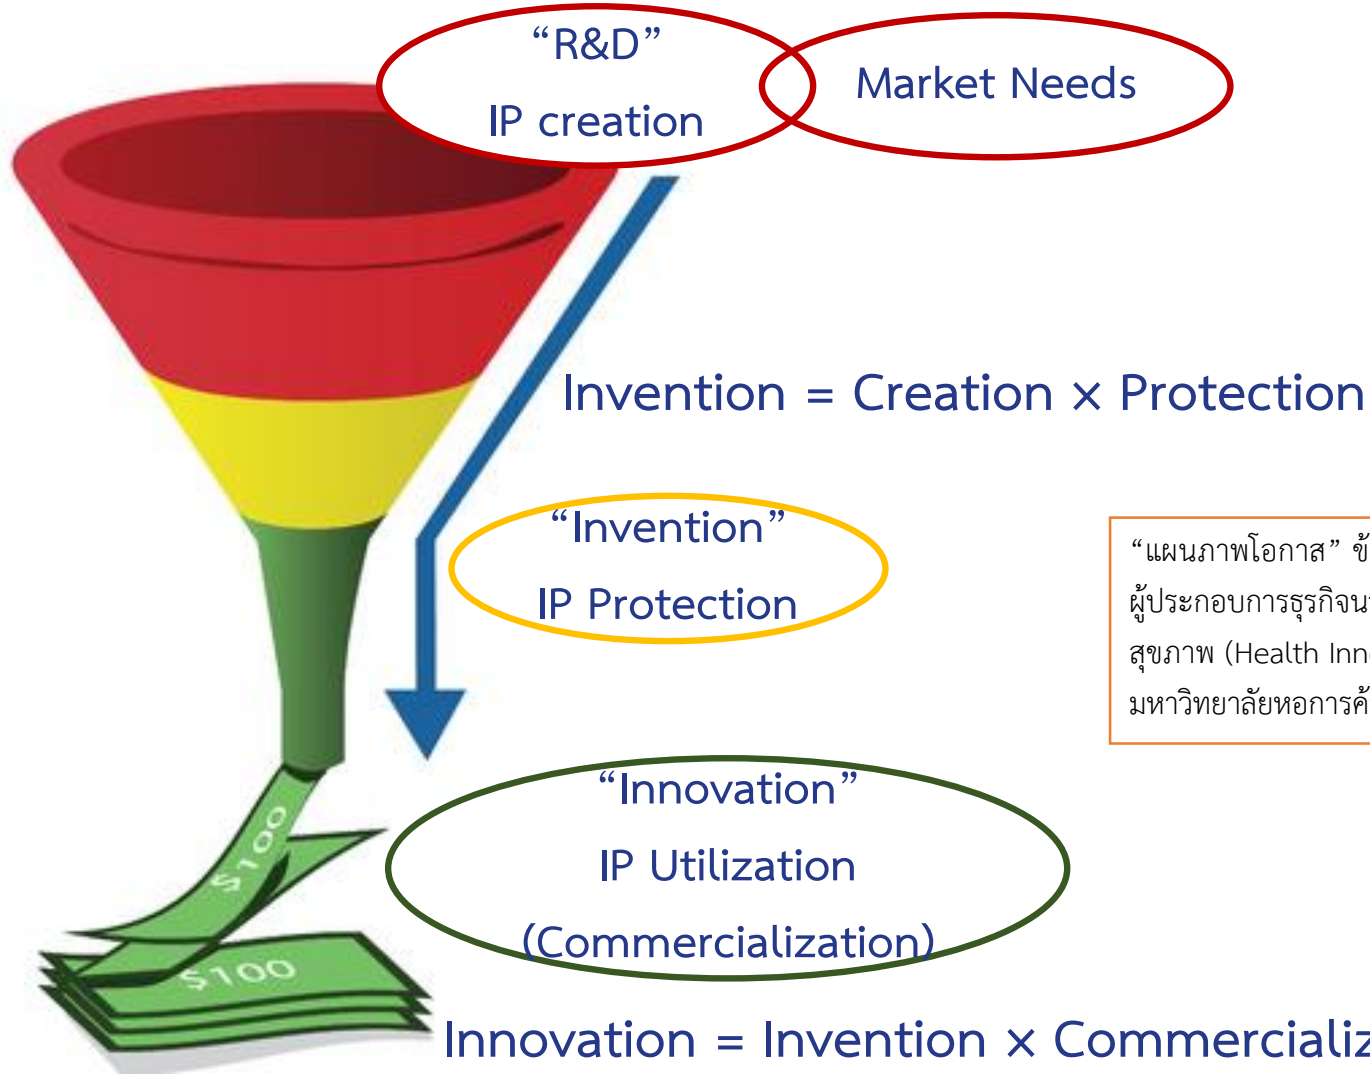 “R&D”
IP creation
Market Needs
Invention = Creation × Protection
“Invention”
IP Protection
“แผนภาพโอกาส”
ผู้ประกอบการธุรกิจ
สุขภาพ (Health
มหาวิทยาลัยหอการค้า
“Innovation”
IP Utilization
(Commercialization)
$100
$100
Innovation = Invention ×